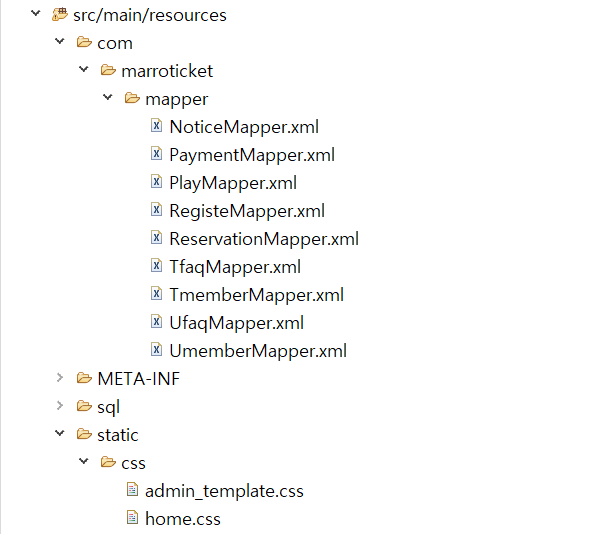 src/main/resources
com
marroticket
mapper
NoticeMapper.xml
PaymentMapper.xml
PlayMapper.xml
RegisteMapper.xml
ReservationMapper.xml
TfaqMapper.xml
TmemberMapper.xml
UfaqMapper.xml
UmemberMapper.xml
META-INF
sql
static
css
admin_template.css
home.css